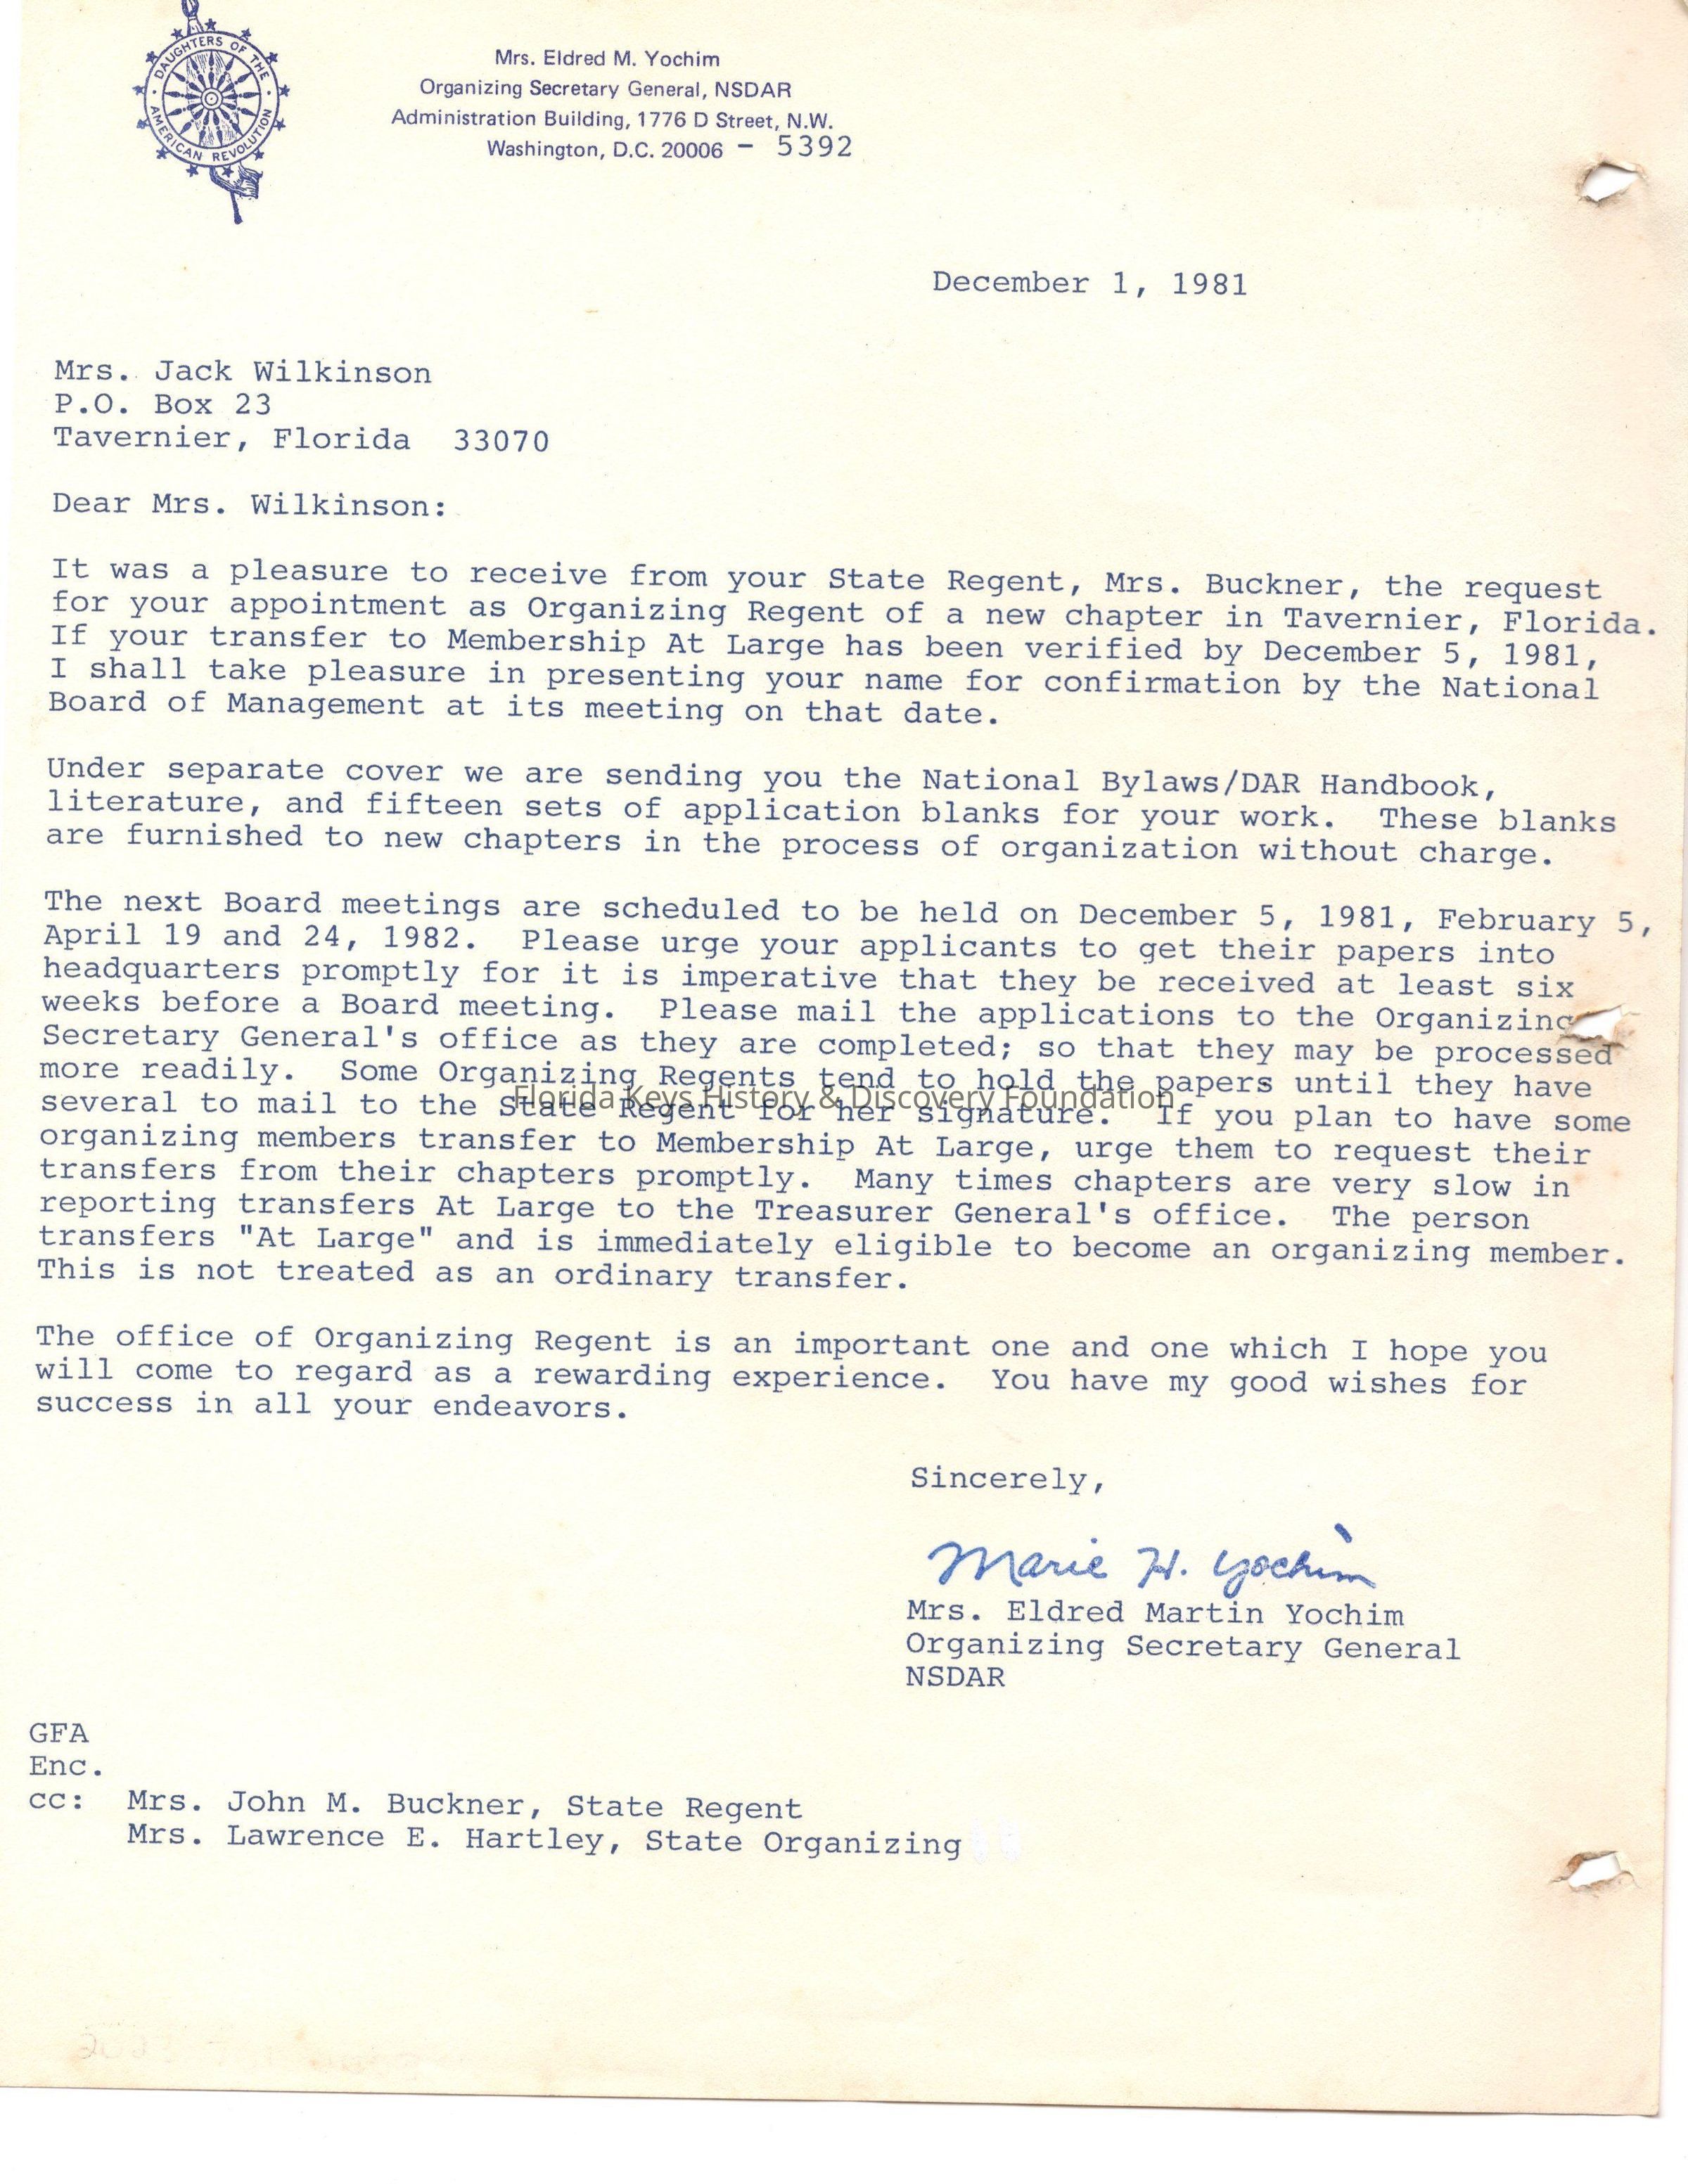 DAUGHTERS OF THE
AMERICAN REVOLUTION
Mrs. Eldred M. Yochim
Organizing Secretary General, NSDAR
Administration Building, 1776 D Street, N.W.
Washington, D.C. 20006 - 5392
December 1, 1981
Mrs. Jack Wilkinson
P.O. Box 23
Tavernier, Florida 33070
Dear Mrs. Wilkinson:
It was a pleasure to receive from your State Regent, Mrs. Buckner, the request
for your appointment as Organizing Regent of a new chapter in Tavernier, Florida.
If your transfer to Membership At Large has been verified by December 5, 1981,
I shall take pleasure in presenting your name for confirmation by the National
Board of Management at its meeting on that date.
Under separate cover we are sending you the National Bylaws/DAR Handbook,
literature, and fifteen sets of application blanks for your work. These blanks
are furnished to new chapters in the process of organization without charge.
The next Board meetings are scheduled to be held on December 5, 1981, February 5,
April 19 and 24, 1982. Please urge your applicants to get their papers into
headquarters promptly for it is imperative that they be received at least six
weeks before a Board meeting. Please mail the applications to the Organizing
Secretary General's office as they are completed; so that they may be processed
more readily. Some Organizing Regents tend to hold the papers until they have
Florida Keys History & Discovery Foundation
several to mail to the State Regent for her signature. If you plan to have some
organizing members transfer to Membership At Large, urge them to request their
transfers from their chapters promptly. Many times chapters are very slow in
reporting transfers At Large to the Treasurer General's office. The person
transfers "At Large" and is immediately eligible to become an organizing member.
This is not treated as an ordinary transfer.
The office of Organizing Regent is an important one and one which I hope you
will come to regard as a rewarding experience. You have my good wishes for
success in all your endeavors.
Sincerely,
Marie H. Yochim
Mrs. Eldred Martin Yochim
Organizing Secretary General
NSDAR
GFA
Enc.
cc: Mrs. John M. Buckner, State Regent
Mrs. Lawrence E. Hartley, State Organizing